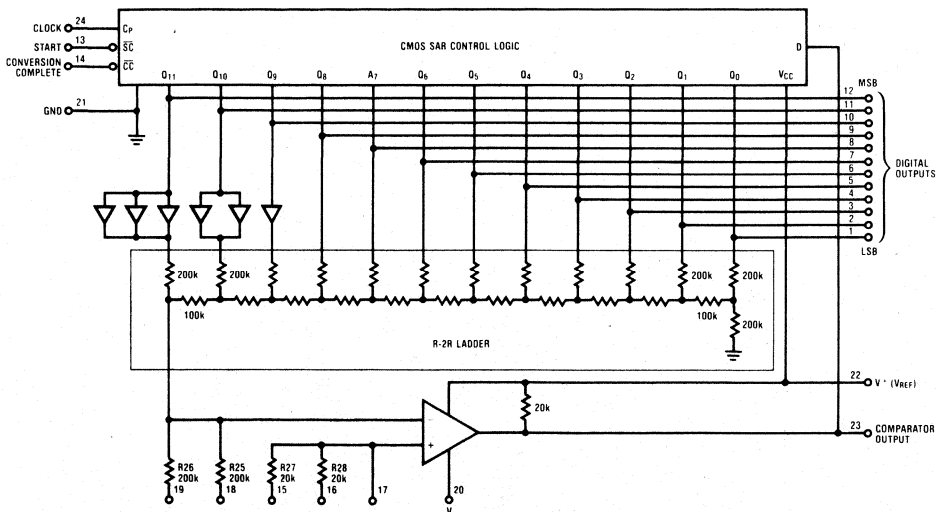 24
CLOCK
CP
13
START
SC
CMOS SAR CONTROL LOGIC
D
14
CONVERSION
COMPLETE
CC
Q11 Q10 Q9 Q8 A7 Q6 Q5 Q4 Q3 Q2 Q1 Q0 VCC
MSB
21
GND
12
11
10
9
8
7
6
5
4
3
2
1
DIGITAL
OUTPUTS
LSB
200k 200k 200k 200k
100k 100k
200k
R-2R LADDER
22
V+ (VREF)
20k
-
+
23
COMPARATOR
OUTPUT
R26
200k
R25
200k
R27
20k
R28
20k
19 18 15 16 17 20